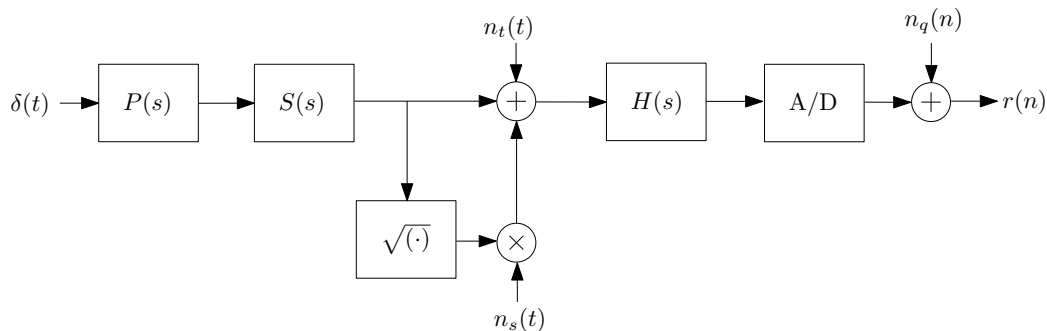 n_t(t)
n_q(n)
δ(t)
P(s)
S(s)
+
H(s)
A/D
+
r(n)
√(·)
×
n_s(t)